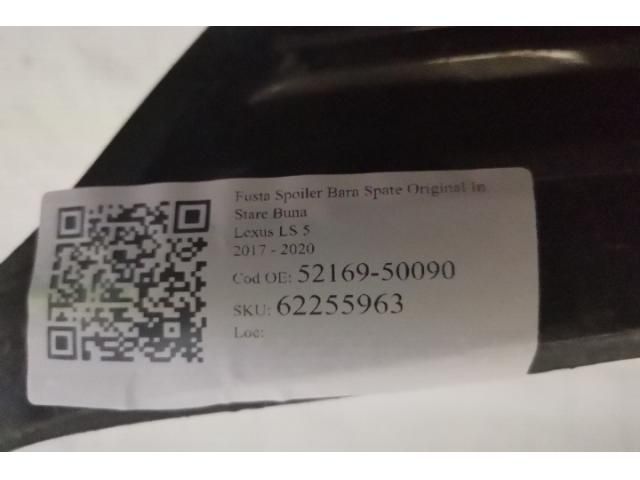 Fusta Spoiler Bara Spate Original In
Stare Buna
Lexus LS 5
2017 - 2020
Cod OE: 52169-50090
SKU: 62255963
Loc: